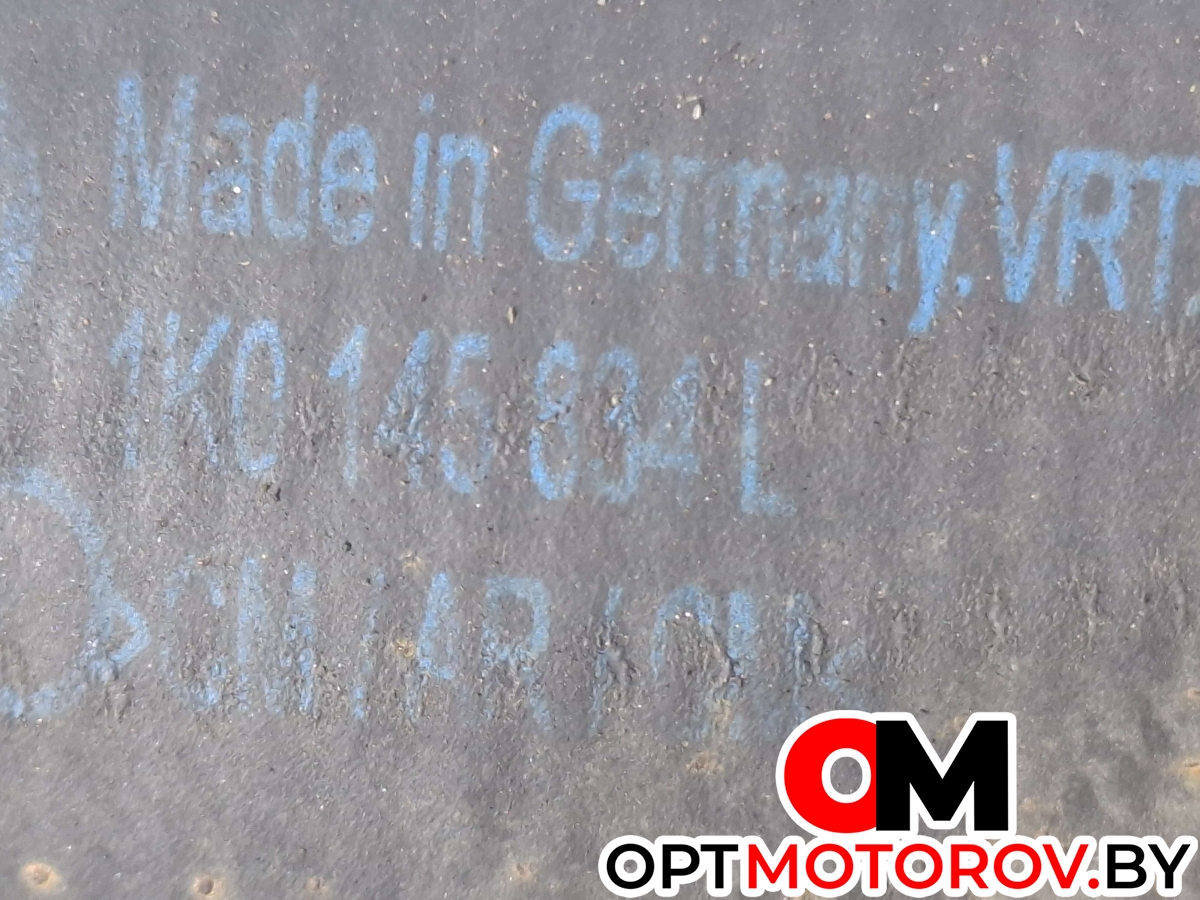 Made in Germany.VRT.
1K0 145 834 L
OM
OPTMOTOROV.BY